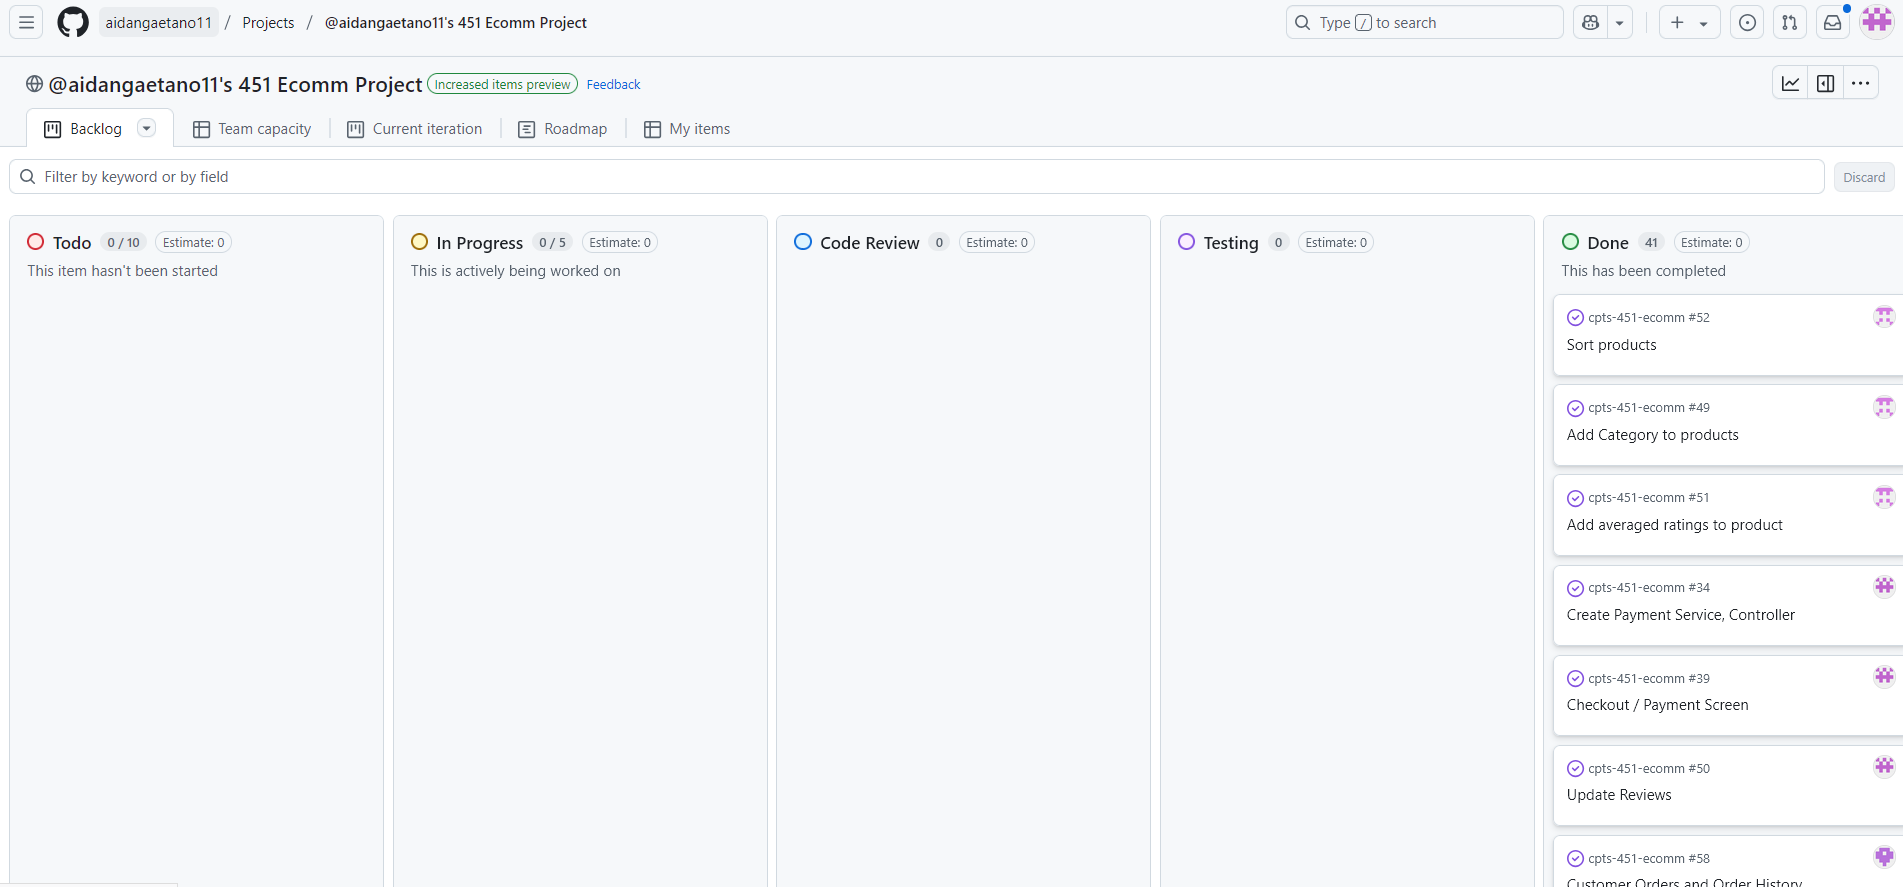 aidangaetano11 / Projects / @aidangaetano11's 451 Ecomm Project
Type / to search
@aidangaetano11's 451 Ecomm Project Increased items preview Feedback
Backlog Team capacity Current iteration Roadmap My items
Filter by keyword or by field
Discard
Todo 0 / 10 Estimate: 0
This item hasn't been started
In Progress 0 / 5 Estimate: 0
This is actively being worked on
Code Review 0 Estimate: 0
Testing 0 Estimate: 0
Done 41 Estimate: 0
This has been completed
cpts-451-ecomm #52
Sort products
cpts-451-ecomm #49
Add Category to products
cpts-451-ecomm #51
Add averaged ratings to product
cpts-451-ecomm #34
Create Payment Service, Controller
cpts-451-ecomm #39
Checkout / Payment Screen
cpts-451-ecomm #50
Update Reviews
cpts-451-ecomm #58
Customer Orders and Order History